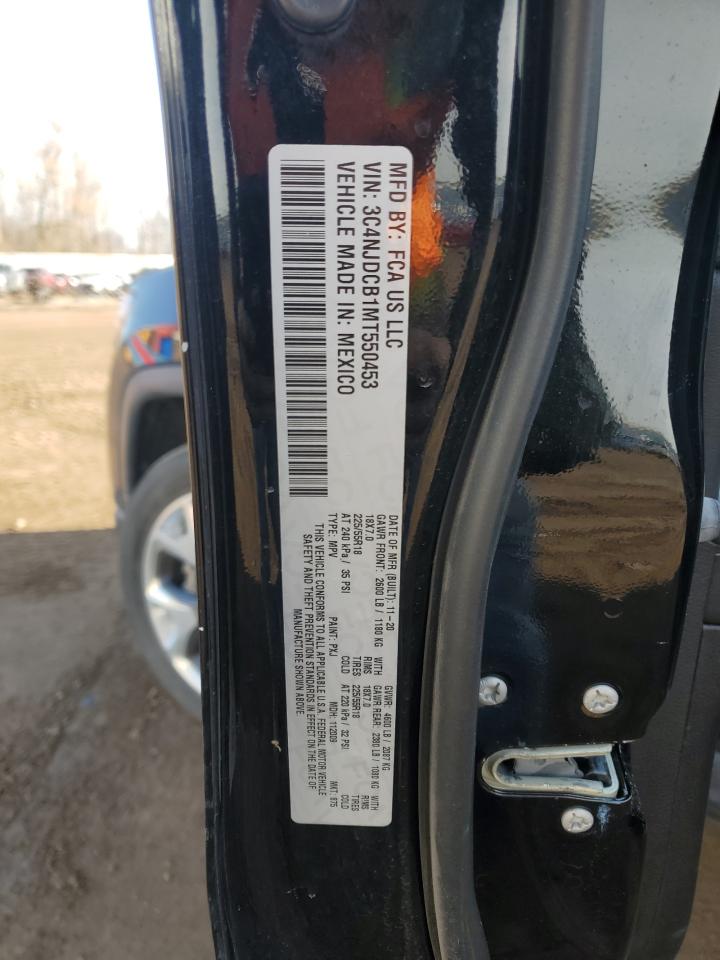 MFD BY: FCA US LLC
VIN: 3C4NJDCB1MT550453
VEHICLE MADE IN: MEXICO
DATE OF MFR (BUILT): 11-20 GVWR: 4600 LB / 2087 KG
GAWR FRONT: 2600 LB / 1180 KG WITH GAWR REAR: 2380 LB / 1080 KG WITH
18X7.0 RIMS 18X7.0 RIMS
225/55R18 TIRES 225/55R18 TIRES
AT 240 kPa / 35 PSI COLD AT 220 kPa / 32 PSI COLD
TYPE: MPV PAINT: PXJ MDH: 112009 MKT: 875
THIS VEHICLE CONFORMS TO ALL APPLICABLE U.S.A. FEDERAL MOTOR VEHICLE
SAFETY AND THEFT PREVENTION STANDARDS IN EFFECT ON THE DATE OF
MANUFACTURE SHOWN ABOVE.